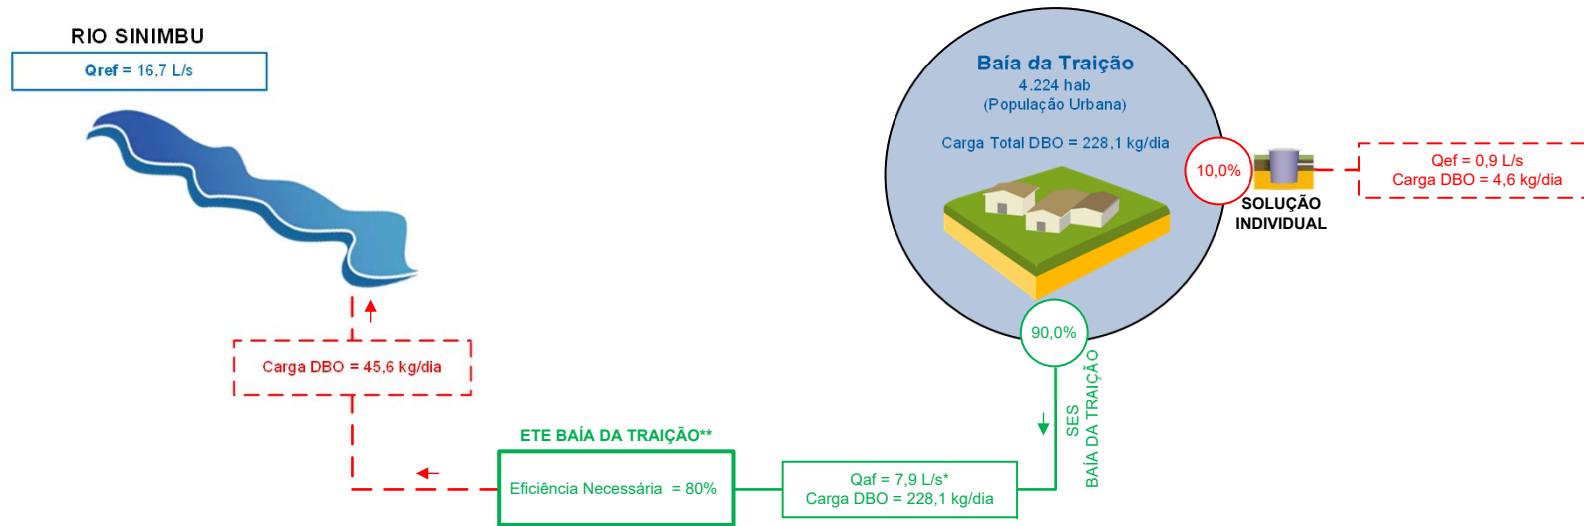 RIO SINIMBU
Qref = 16,7 L/s
Baía da Traição
4.224 hab
(População Urbana)
Carga Total DBO = 228,1 kg/dia
10,0%
SOLUÇÃO
INDIVIDUAL
Qef = 0,9 L/s
Carga DBO = 4,6 kg/dia
90,0%
SES
BAÍA DA TRAIÇÃO
Carga DBO = 45,6 kg/dia
ETE BAÍA DA TRAIÇÃO**
Eficiência Necessária = 80%
Qaf = 7,9 L/s*
Carga DBO = 228,1 kg/dia